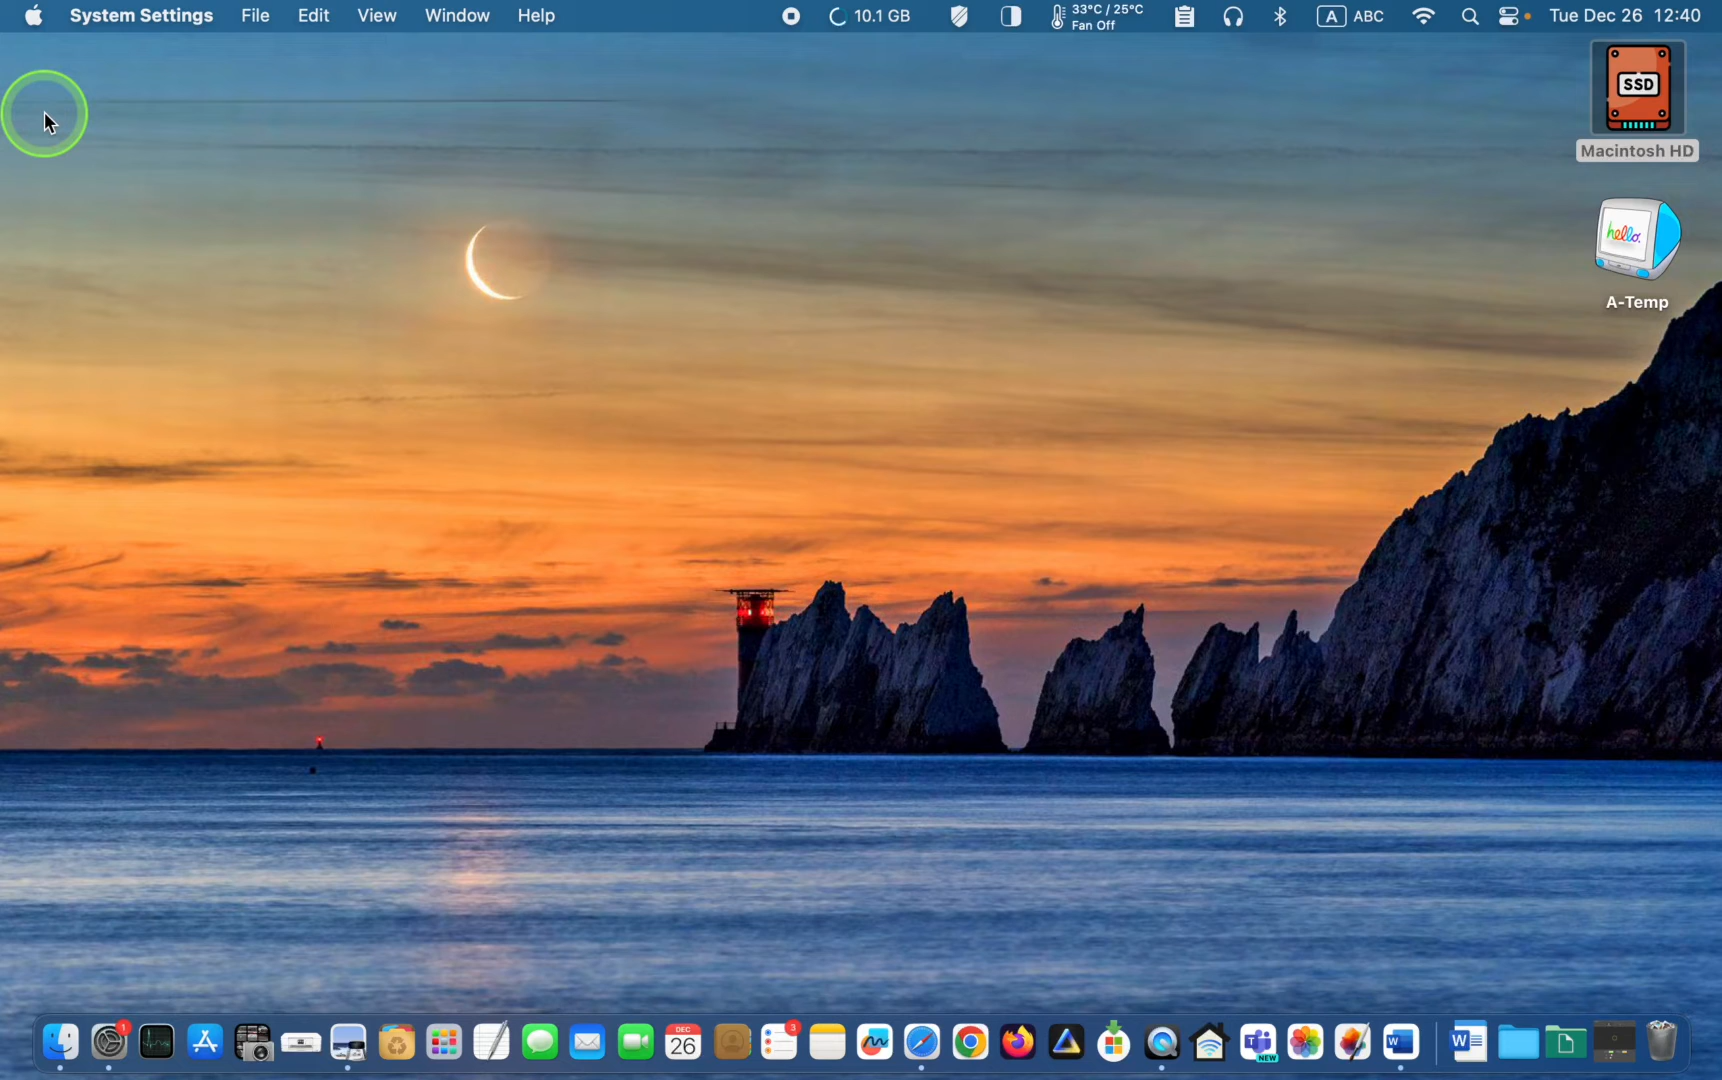 System Settings File Edit View Window Help 10.1 GB 33°C / 25°C A ABC Tue Dec 26 12:40
Fan Off
SSD
Macintosh HD
hello.
A-Temp
1
DEC
26
3
NEW
W
W